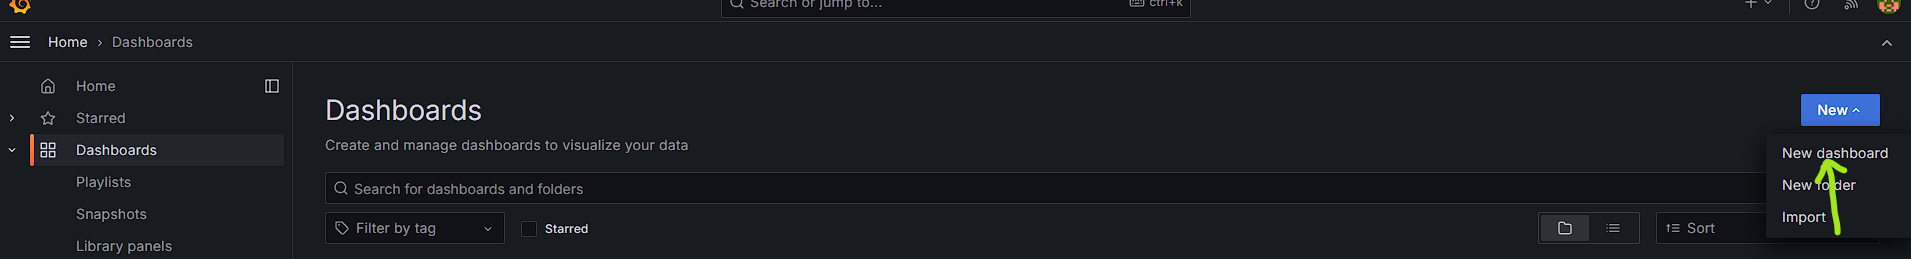 Search or jump to... ctrl+k
Home › Dashboards
Home
Starred
Dashboards
Playlists
Snapshots
Library panels
Dashboards
Create and manage dashboards to visualize your data
New
New dashboard
New folder
Import
Search for dashboards and folders
Filter by tag
Starred
Sort